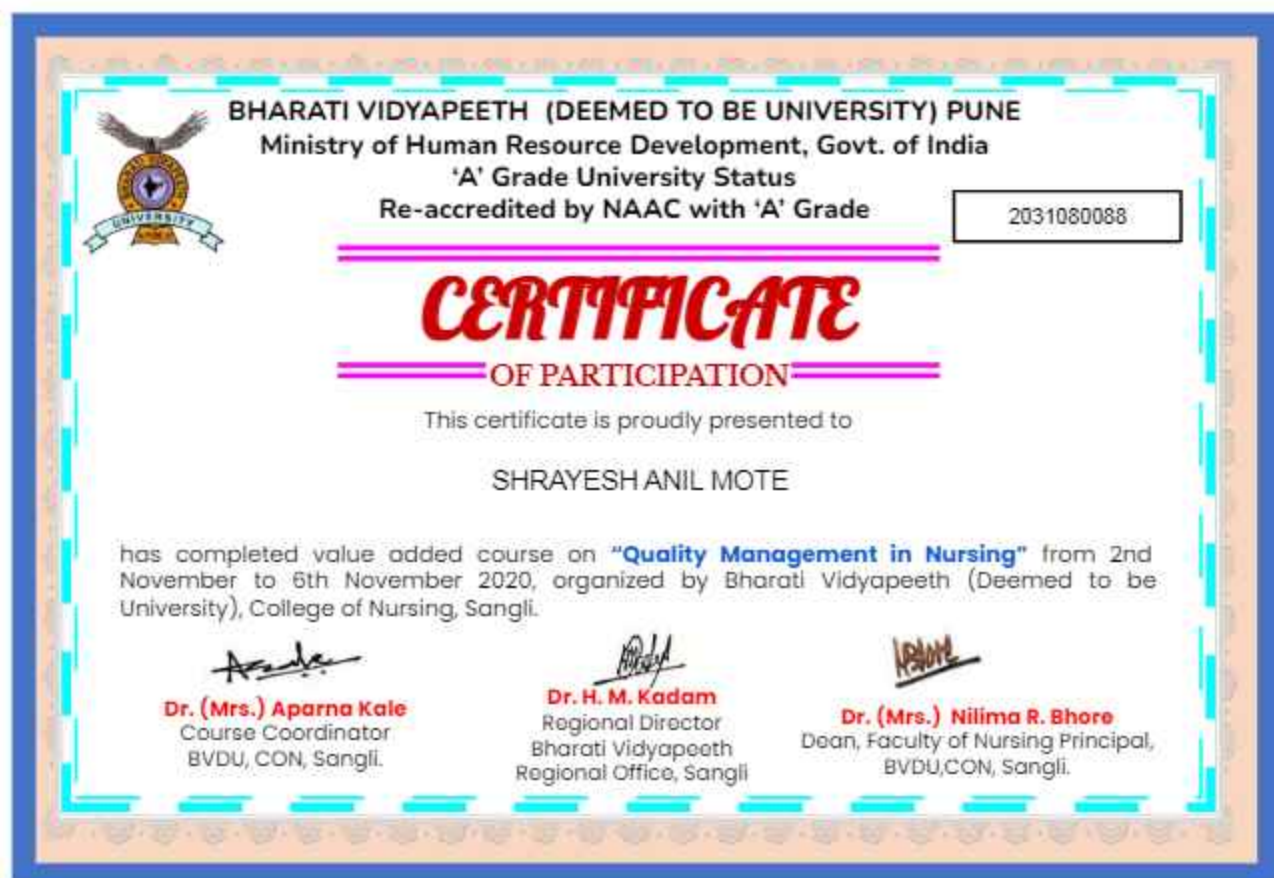 BHARATI VIDYAPEETH (DEEMED TO BE UNIVERSITY) PUNE
Ministry of Human Resource Development, Govt. of India
‘A’ Grade University Status
Re-accredited by NAAC with ‘A’ Grade
2031080088
BHARATI VIDYAPEETH
UNIVERSITY
CERTIFICATE
OF PARTICIPATION
This certificate is proudly presented to
SHRAYESH ANIL MOTE
has completed value added course on “Quality Management in Nursing” from 2nd
November to 6th November 2020, organized by Bharati Vidyapeeth (Deemed to be
University), College of Nursing, Sangli.
Dr. (Mrs.) Aparna Kale
Course Coordinator
BVDU, CON, Sangli.
Dr. H. M. Kadam
Regional Director
Bharati Vidyapeeth
Regional Office, Sangli
Dr. (Mrs.) Nilima R. Bhore
Dean, Faculty of Nursing Principal,
BVDU,CON, Sangli.